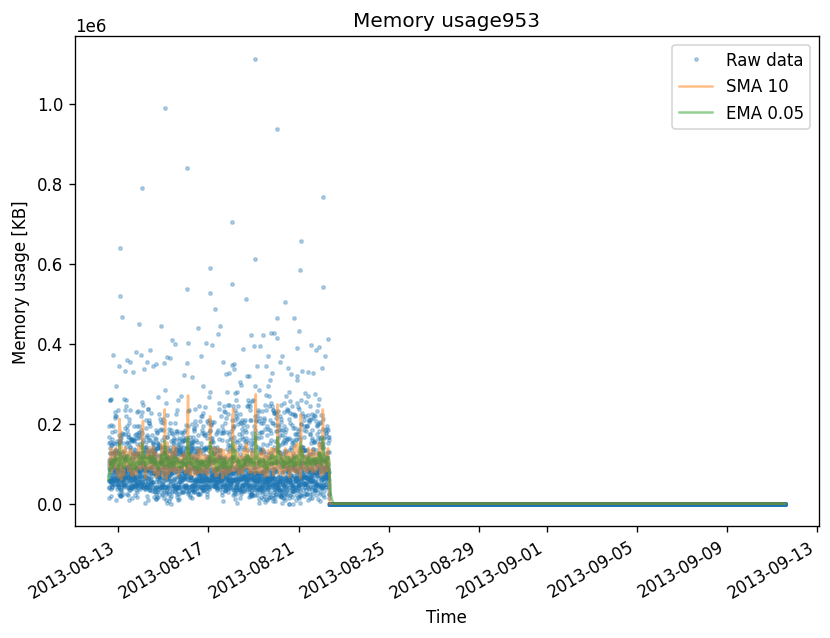 Memory usage953
1e6
Raw data
SMA 10
EMA 0.05
1.0
0.8
0.6
0.4
0.2
0.0
Memory usage [KB]
2013-08-13
2013-08-17
2013-08-21
2013-08-25
2013-08-29
2013-09-01
2013-09-05
2013-09-09
2013-09-13
Time